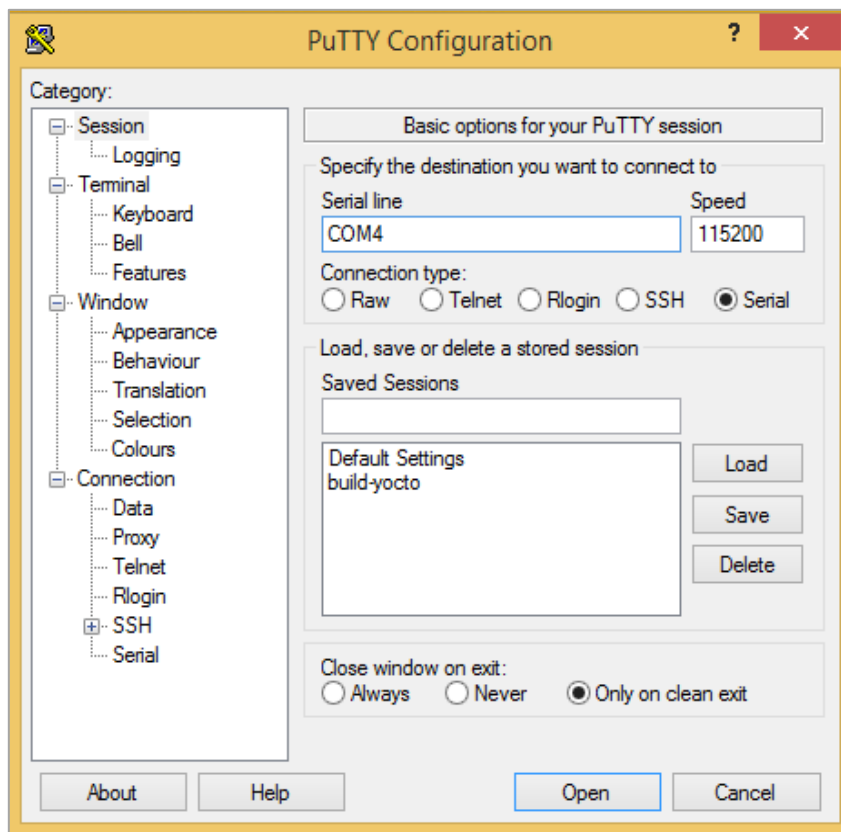 PuTTY Configuration
?
Category:
Session
Logging
Terminal
Keyboard
Bell
Features
Window
Appearance
Behaviour
Translation
Selection
Colours
Connection
Data
Proxy
Telnet
Rlogin
SSH
Serial
Basic options for your PuTTY session
Specify the destination you want to connect to
Serial line Speed
COM4 115200
Connection type:
Raw Telnet Rlogin SSH Serial
Load, save or delete a stored session
Saved Sessions
Default Settings
build-yocto
Load
Save
Delete
Close window on exit:
Always Never Only on clean exit
About Help Open Cancel